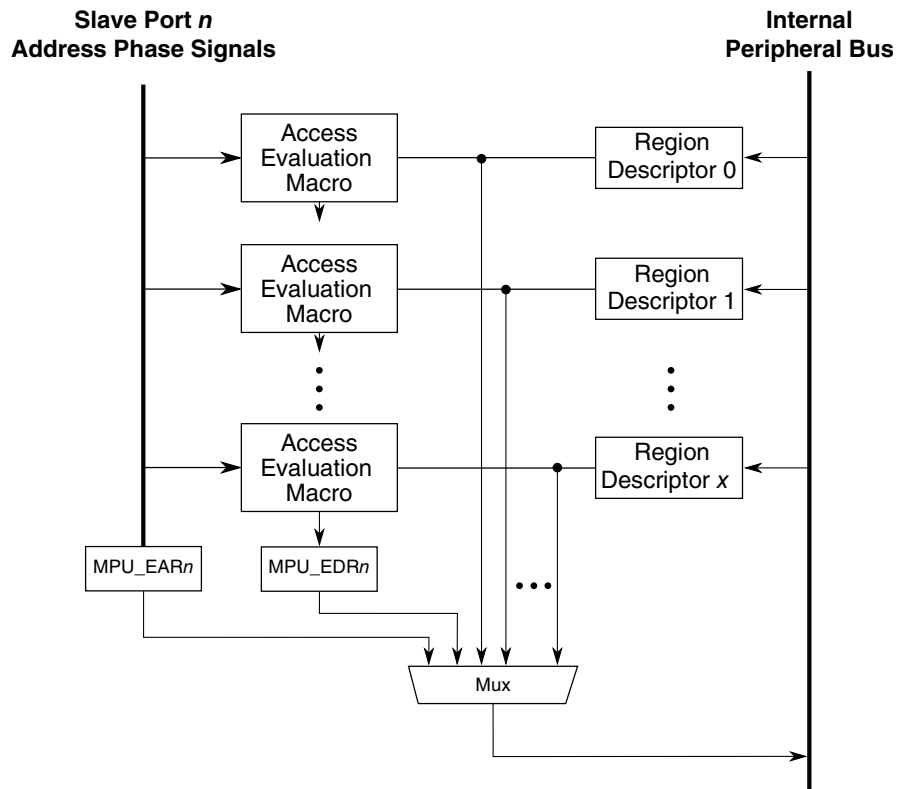 Slave Port n
Address Phase Signals
Internal
Peripheral Bus
Access
Evaluation
Macro
Region
Descriptor 0
Access
Evaluation
Macro
Region
Descriptor 1
Access
Evaluation
Macro
Region
Descriptor x
MPU_EARn
MPU_EDRn
Mux